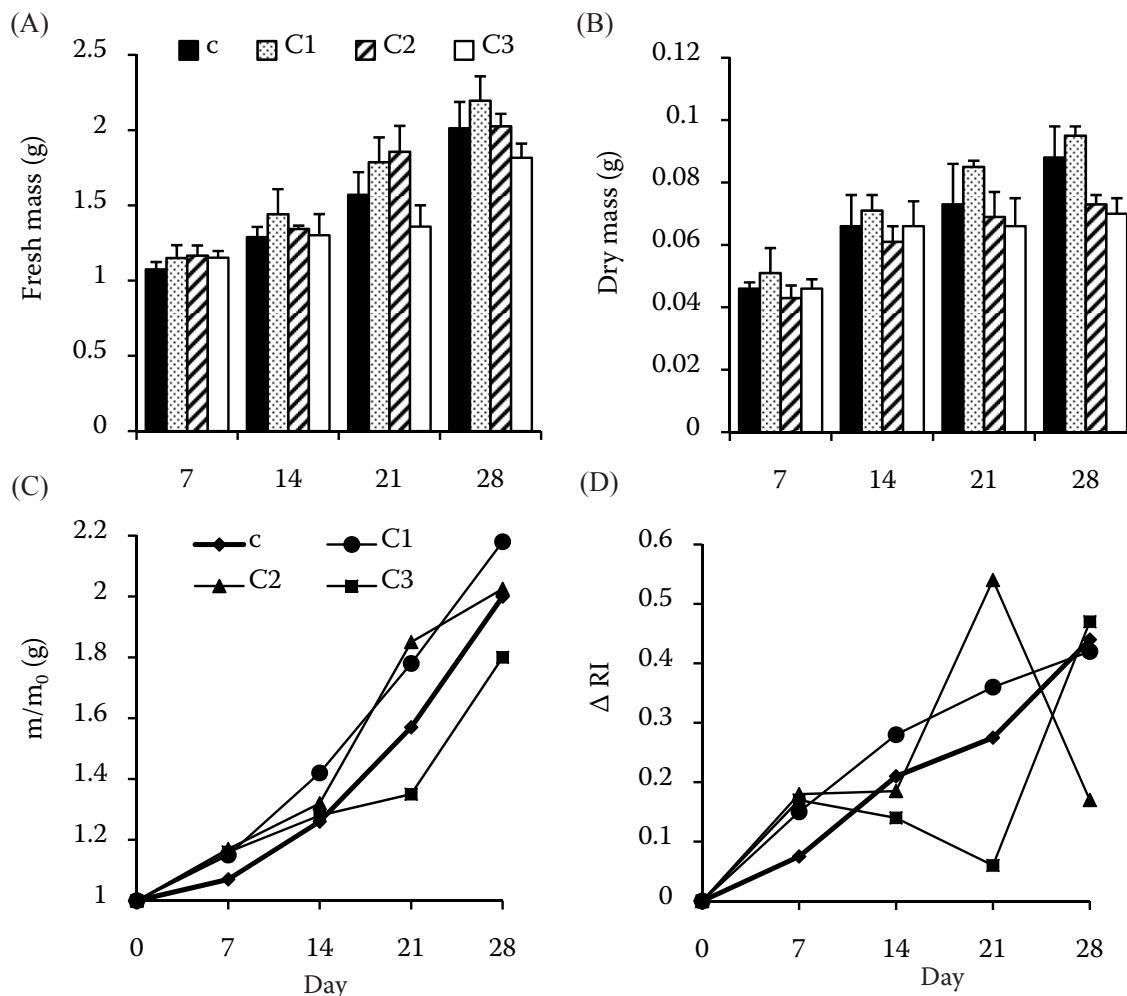 (A)
c C1 C2 C3
Fresh mass (g)
2.5
2
1.5
1
0.5
0
7 14 21 28
(B)
Dry mass (g)
0.12
0.1
0.08
0.06
0.04
0.02
0
7 14 21 28
(C)
c C1
C2 C3
m/m0 (g)
2.2
2
1.8
1.6
1.4
1.2
1
0 7 14 21 28
Day
(D)
Δ RI
0.6
0.5
0.4
0.3
0.2
0.1
0
0 7 14 21 28
Day